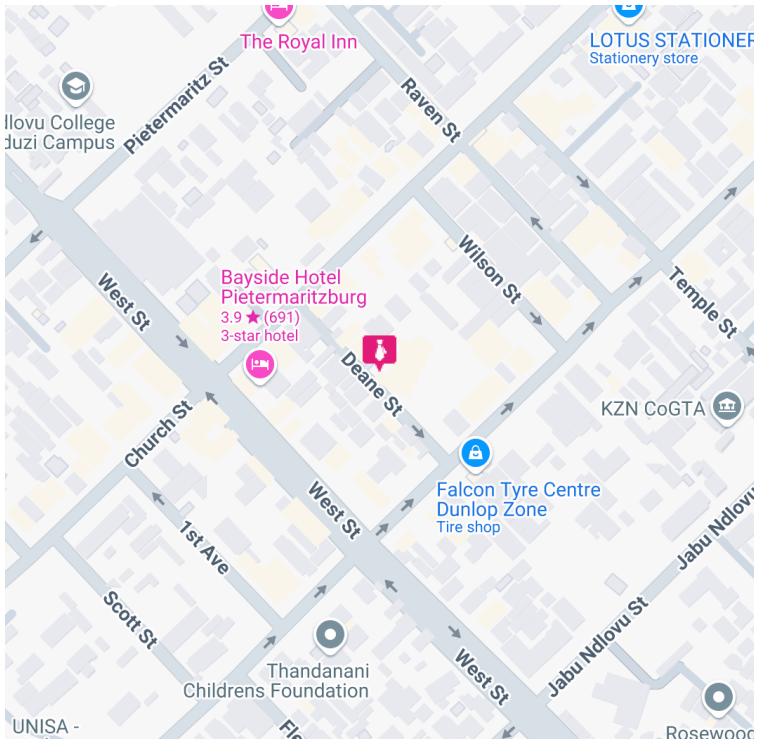 The Royal Inn
LOTUS STATIONER
Stationery store
Pietermaritz St
Raven St
dlovu College
duzi Campus
Wilson St
Bayside Hotel
Pietermaritzburg
3.9 ★ (691)
3-star hotel
West St
Temple St
Deane St
KZN CoGTA
Church St
Falcon Tyre Centre
Dunlop Zone
Tire shop
West St
1st Ave
Jabu Ndlovu
Scott St
Jabu Ndlovu St
Thandanani
Childrens Foundation
West St
UNISA -
Fle
Rosewood